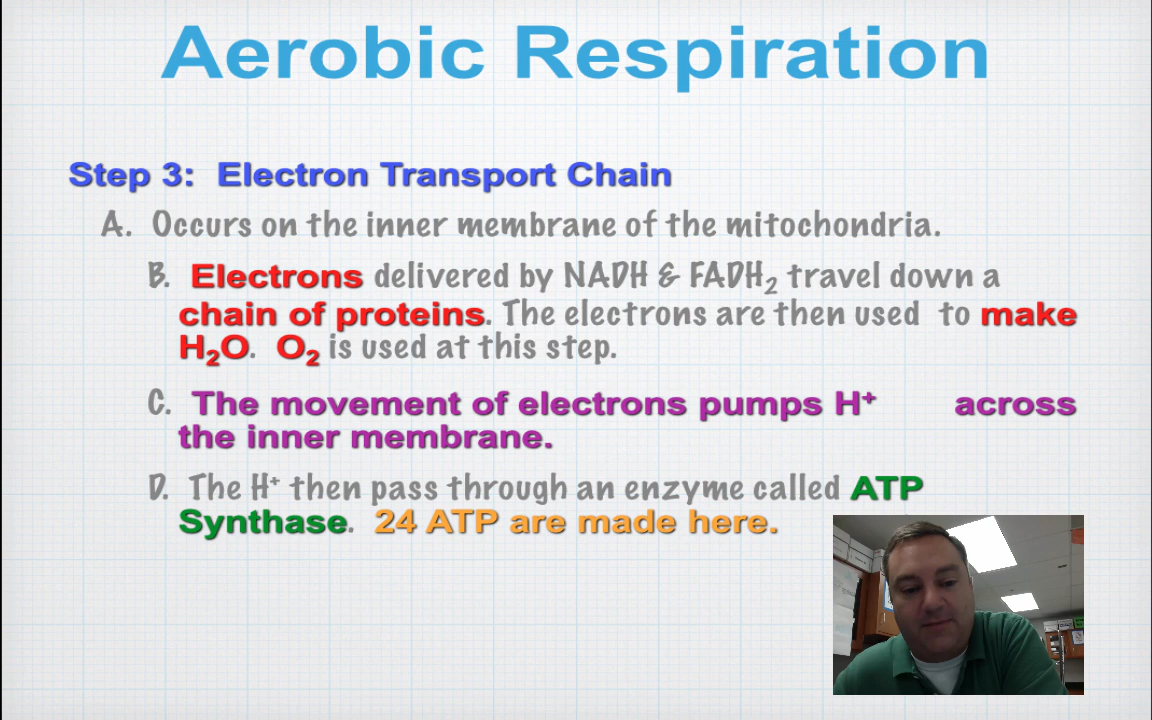 Aerobic Respiration
Step 3: Electron Transport Chain
A. Occurs on the inner membrane of the mitochondria.
B. Electrons delivered by NADH & FADH₂ travel down a
chain of proteins. The electrons are then used to make
H₂O. O₂ is used at this step.
C. The movement of electrons pumps H⁺ across
the inner membrane.
D. The H⁺ then pass through an enzyme called ATP
Synthase. 24 ATP are made here.